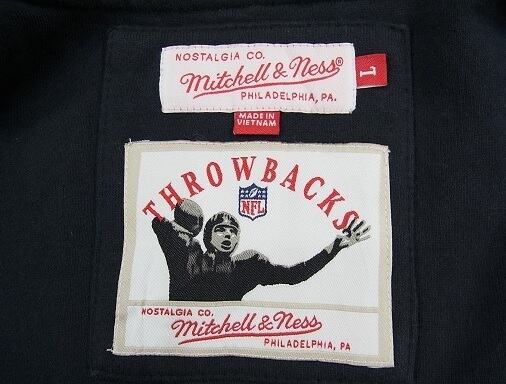 NOSTALGIA CO.
Mitchell & Ness®
PHILADELPHIA, PA.
L
MADE IN
VIETNAM
THROWBACKS
NFL
NOSTALGIA CO.
Mitchell & Ness
PHILADELPHIA, PA